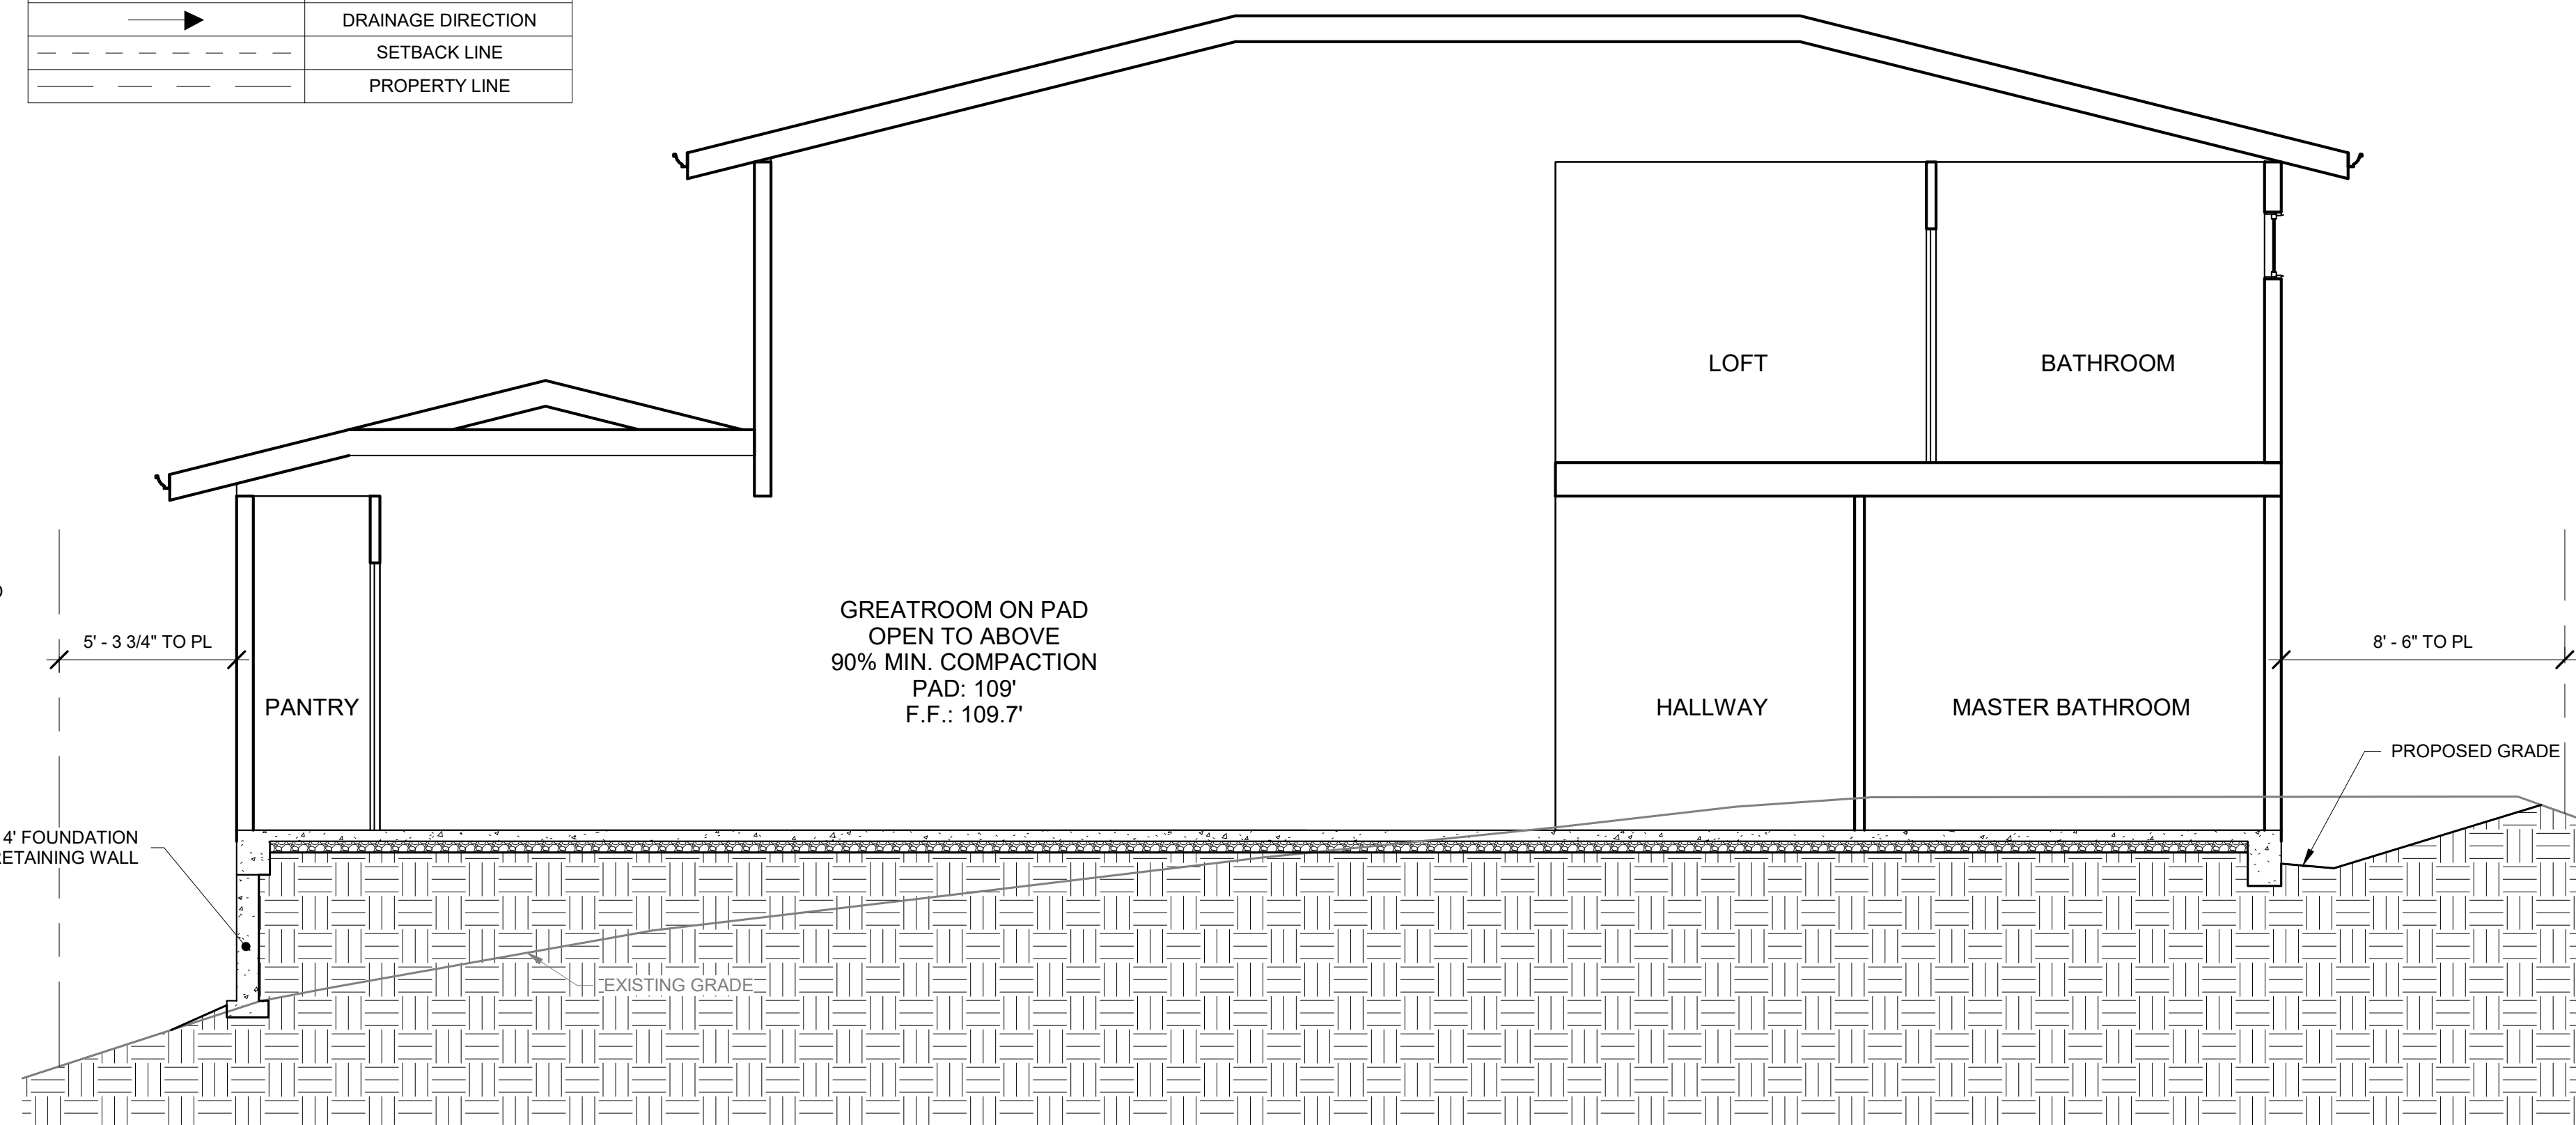 DRAINAGE DIRECTION
SETBACK LINE
PROPERTY LINE
LOFT
BATHROOM
GREATROOM ON PAD
OPEN TO ABOVE
90% MIN. COMPACTION
PAD: 109'
F.F.: 109.7'
5' - 3 3/4" TO PL
8' - 6" TO PL
PANTRY
HALLWAY
MASTER BATHROOM
PROPOSED GRADE
4' FOUNDATION
RETAINING WALL
EXISTING GRADE